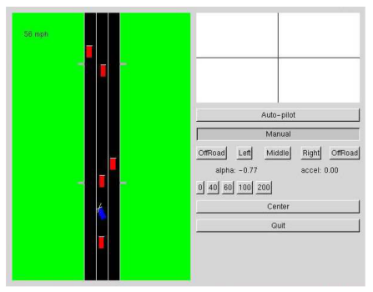 56 mph
Auto-pilot
Manual
OffRoad Left Middle Right OffRoad
alpha: -0.77 accel: 0.00
0 40 60 100 200
Center
Quit